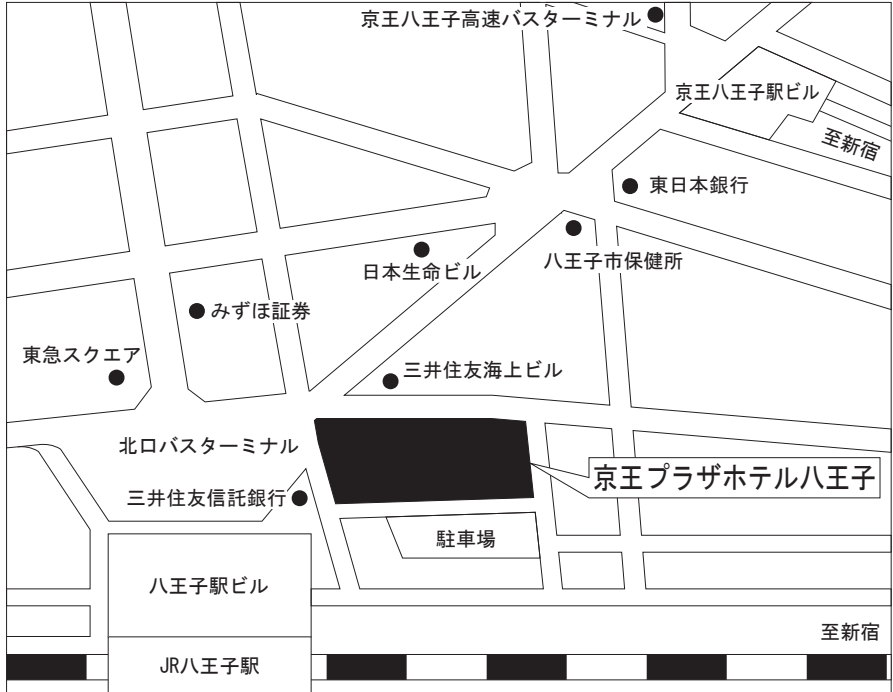 京王八王子高速バスターミナル
京王八王子駅ビル
至新宿
東日本銀行
八王子市保健所
日本生命ビル
みずほ証券
東急スクエア
三井住友海上ビル
北口バスターミナル
京王プラザホテル八王子
三井住友信託銀行
駐車場
八王子駅ビル
至新宿
JR八王子駅